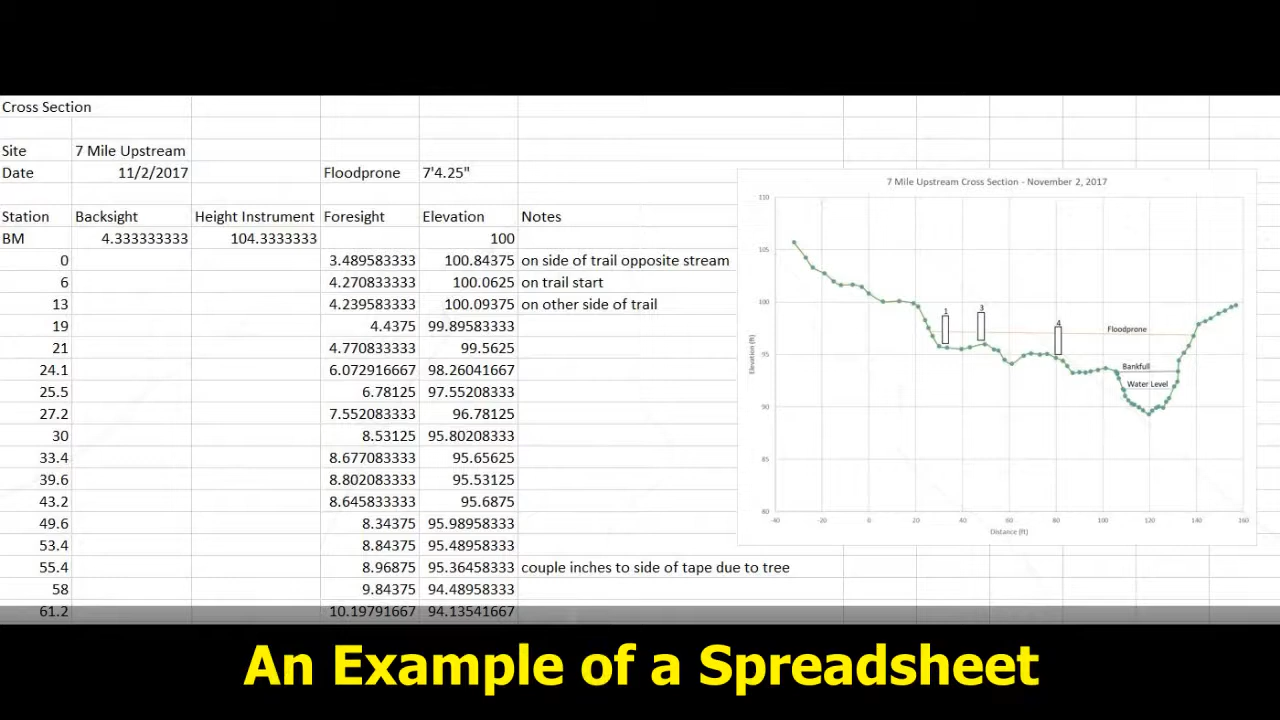 Cross Section
Site 7 Mile Upstream
Date 11/2/2017 Floodprone 7'4.25"
Station Backsight Height Instrument Foresight Elevation Notes
BM 4.333333333 104.3333333 100
0 3.489583333 100.84375 on side of trail opposite stream
6 4.270833333 100.0625 on trail start
13 4.239583333 100.09375 on other side of trail
19 4.4375 99.89583333
21 4.770833333 99.5625
24.1 6.072916667 98.26041667
25.5 6.78125 97.55208333
27.2 7.552083333 96.78125
30 8.53125 95.80208333
33.4 8.677083333 95.65625
39.6 8.802083333 95.53125
43.2 8.645833333 95.6875
49.6 8.34375 95.98958333
53.4 8.84375 95.48958333
55.4 8.96875 95.36458333 couple inches to side of tape due to tree
58 9.84375 94.48958333
61.2 10.19791667 94.13541667
7 Mile Upstream Cross Section - November 2, 2017
110
105
100
95
90
85
80
Elevation (ft)
1
3
4
Floodprone
Bankfull
Water Level
-40 -20 0 20 40 60 80 100 120 140 160
Distance (ft)
An Example of a Spreadsheet